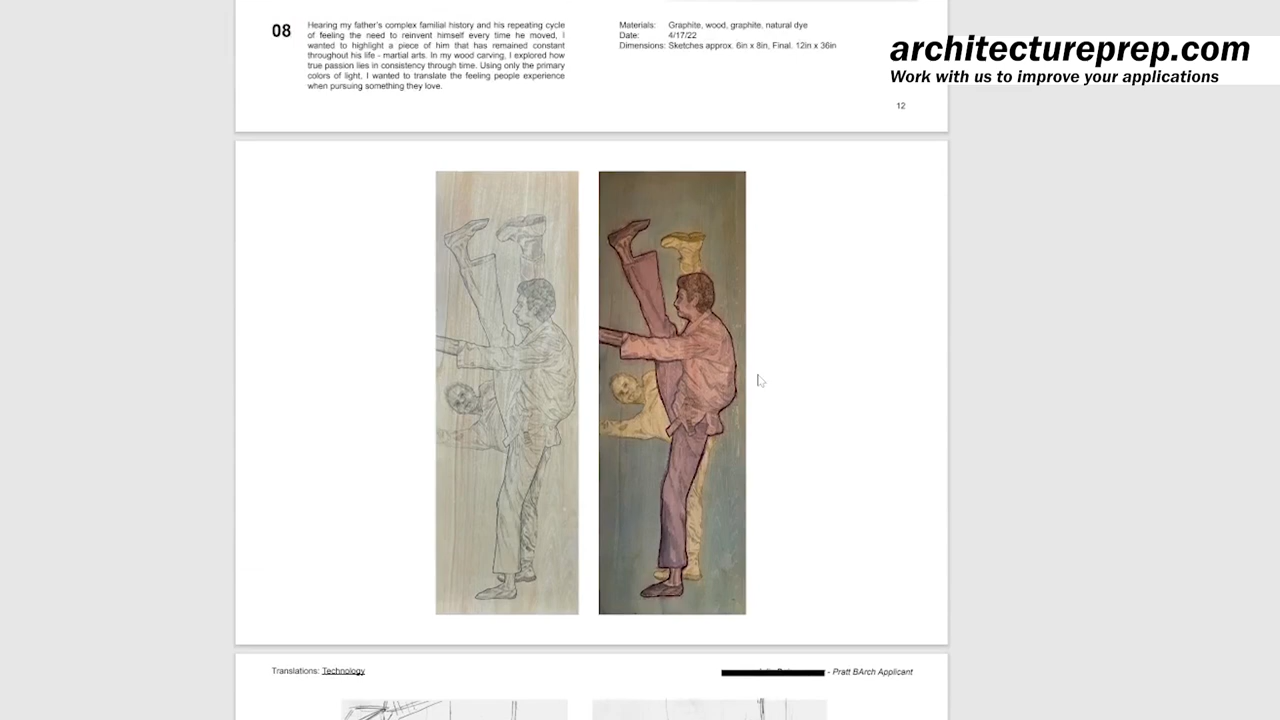 08
Hearing my father's complex familial history and his repeating cycle
of feeling the need to reinvent himself every time he moved, I
wanted to highlight a piece of him that has remained constant
throughout his life - martial arts. In my wood carving, I explored how
true passion lies in consistency through time. Using only the primary
colors of light, I wanted to translate the feeling people experience
when pursuing something they love.
Materials: Graphite, wood, graphite, natural dye
Date: 4/17/22
Dimensions: Sketches approx. 6in x 8in, Final. 12in x 36in
architectureprep.com
Work with us to improve your applications
12
Translations: Technology
- Pratt BArch Applicant